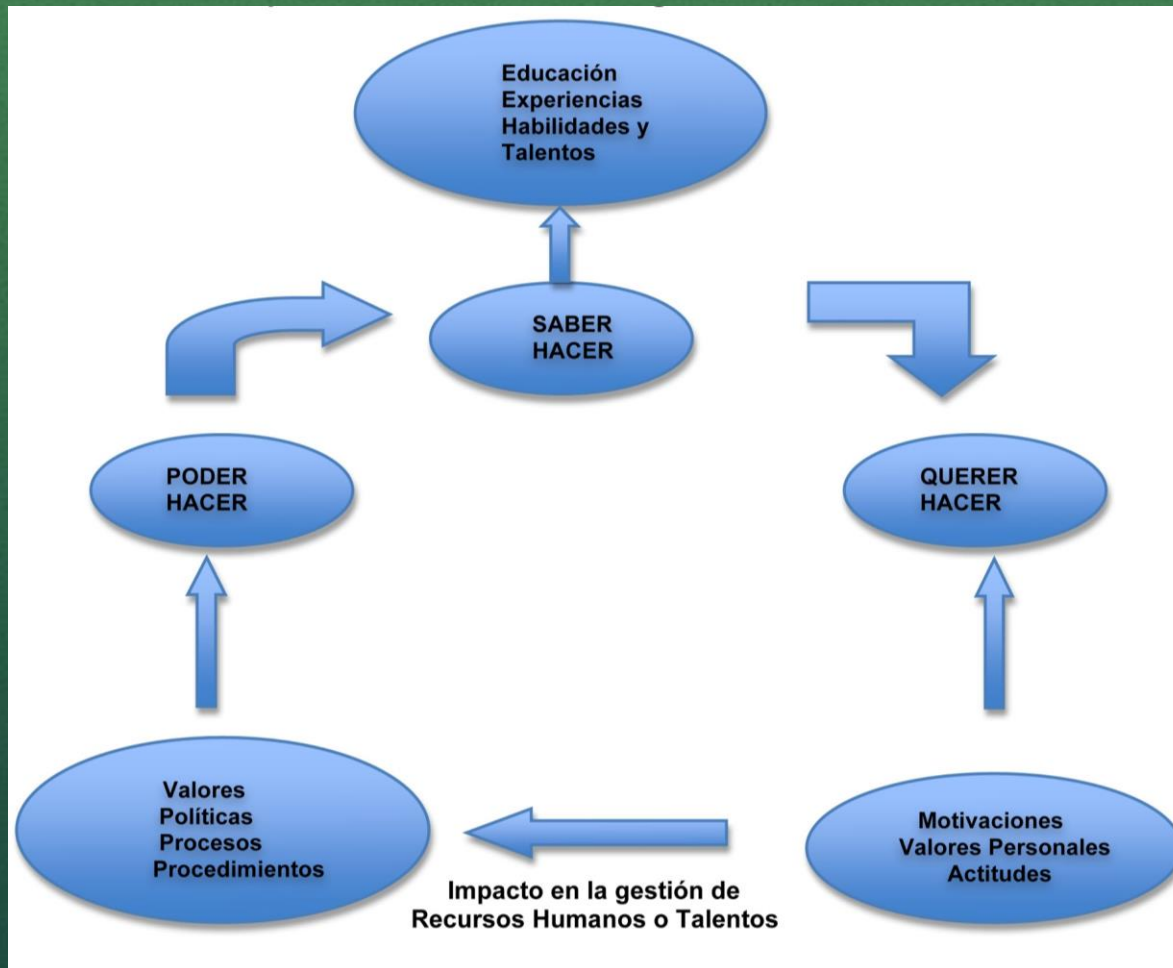 Educación
Experiencias
Habilidades y
Talentos
SABER
HACER
PODER
HACER
QUERER
HACER
Valores
Políticas
Procesos
Procedimientos
Motivaciones
Valores Personales
Actitudes
Impacto en la gestión de
Recursos Humanos o Talentos